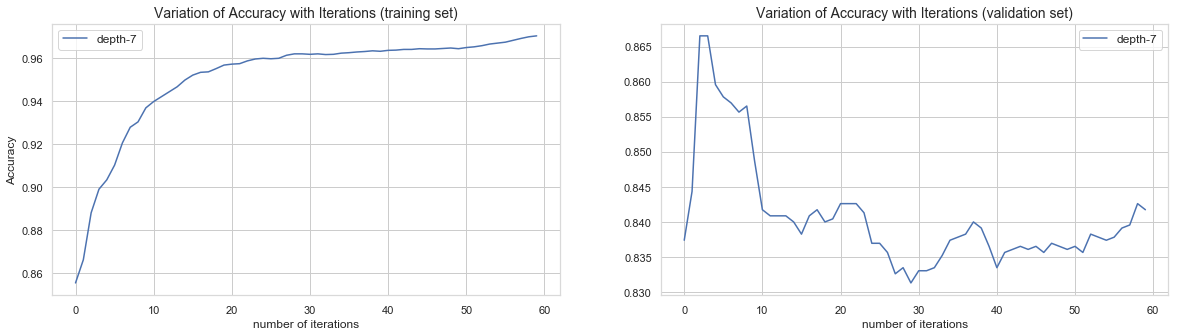 Variation of Accuracy with Iterations (training set)
depth-7
0.96
0.94
0.92
0.90
0.88
0.86
Accuracy
0 10 20 30 40 50 60
number of iterations
Variation of Accuracy with Iterations (validation set)
depth-7
0.865
0.860
0.855
0.850
0.845
0.840
0.835
0.830
0 10 20 30 40 50 60
number of iterations